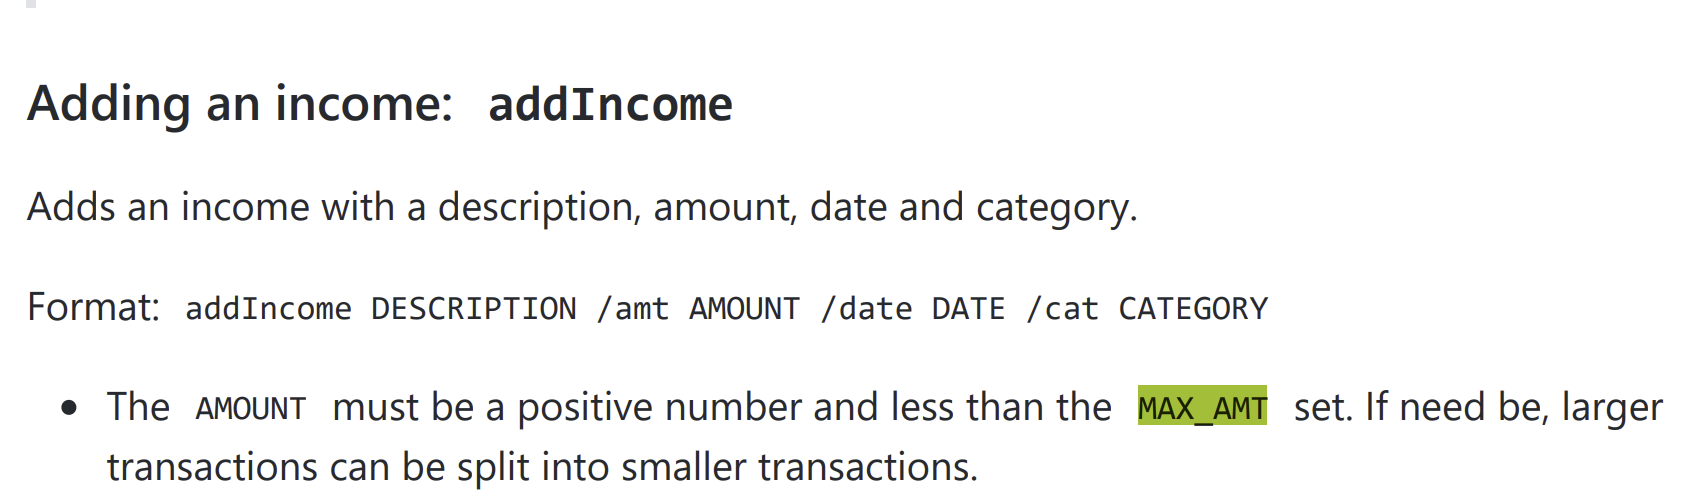 Adding an income: addIncome
Adds an income with a description, amount, date and category.
Format: addIncome DESCRIPTION /amt AMOUNT /date DATE /cat CATEGORY
• The AMOUNT must be a positive number and less than the MAX_AMT set. If need be, larger
transactions can be split into smaller transactions.